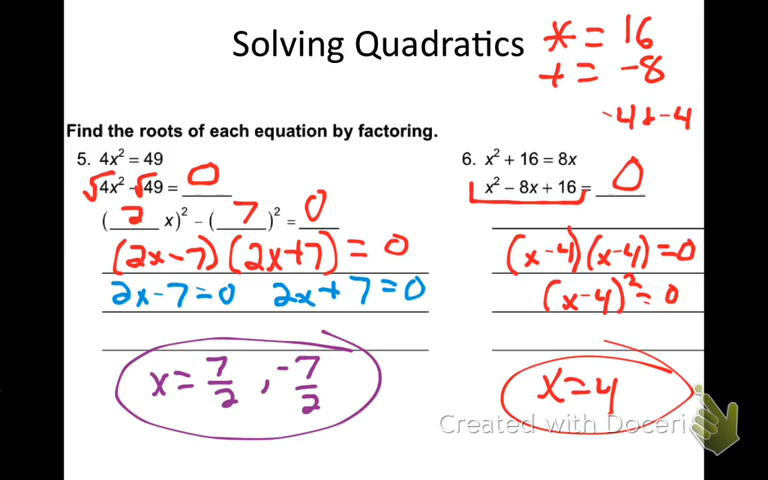 Solving Quadratics
* = 16
+ = -8
-4 + -4
Find the roots of each equation by factoring.
5. 4x² = 49
√4x² - √49 = 0
( 2 x)² − ( 7 )² = 0
(2x-7)(2x+7) = 0
2x-7=0 2x+7=0
x = 7/2, -7/2
6. x² + 16 = 8x
x² − 8x + 16 = 0
(x-4)(x-4)=0
(x-4)²=0
x=4
Created with Doceri